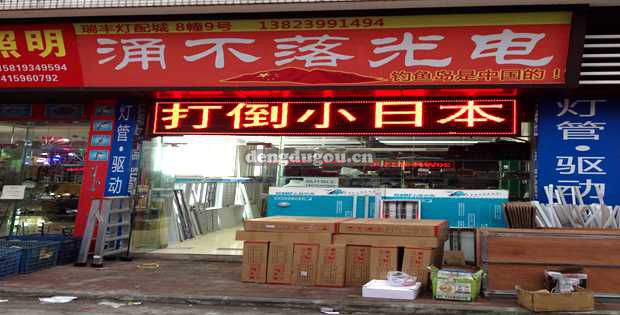 瑞丰灯配城 8幢9号 13823991494
照明
15819349594
415960792
涌不落光电
钓鱼岛是中国的！
打倒小日本
灯管·驱动
灯管·驱动
dengdugou.cn